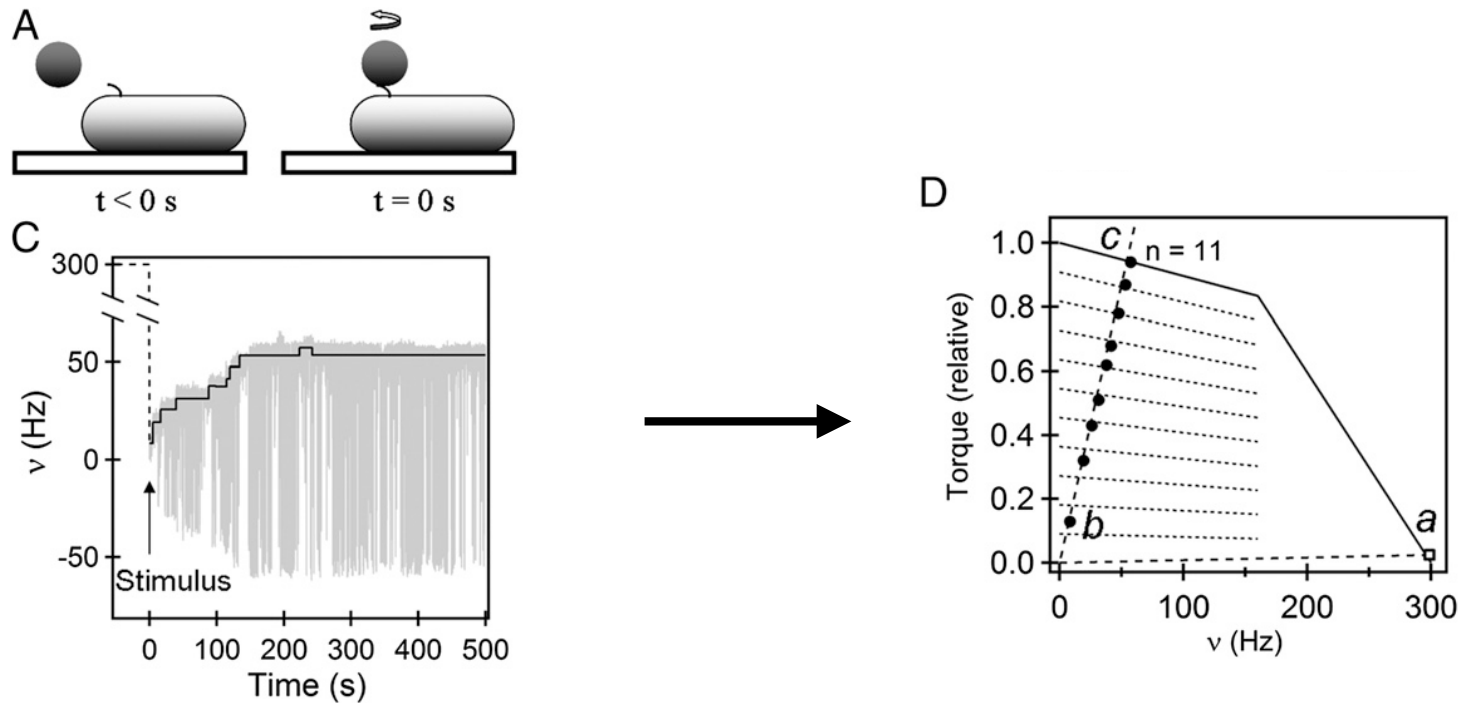 A
t < 0 s
t = 0 s
C
300
50
0
-50
ν (Hz)
Stimulus
0 100 200 300 400 500
Time (s)
D
1.0
0.8
0.6
0.4
0.2
0.0
Torque (relative)
c
n = 11
b
a
0 100 200 300
ν (Hz)